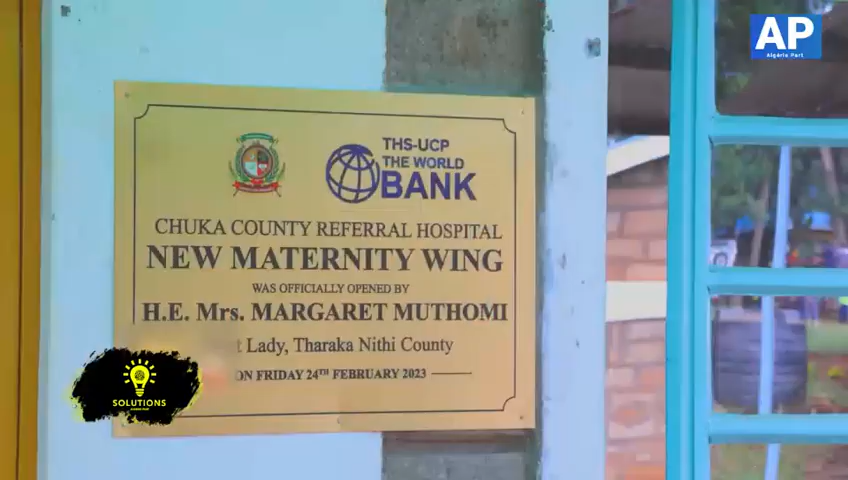 AP
Algérie Part
THS-UCP
THE WORLD
BANK
CHUKA COUNTY REFERRAL HOSPITAL
NEW MATERNITY WING
WAS OFFICIALLY OPENED BY
H.E. Mrs. MARGARET MUTHOMI
t Lady, Tharaka Nithi County
ON FRIDAY 24TH FEBRUARY 2023
SOLUTIONS